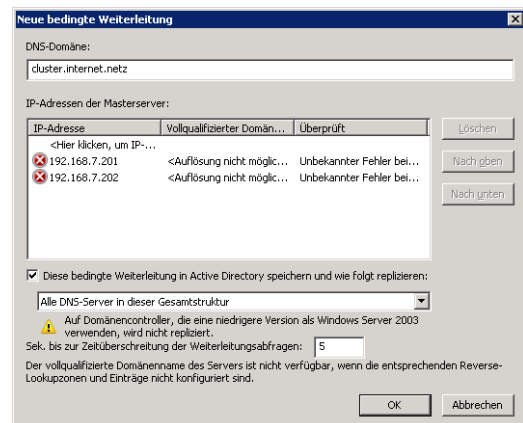 Neue bedingte Weiterleitung
DNS-Domäne:
cluster.internet.netz
IP-Adressen der Masterserver:
IP-Adresse Vollqualifizierter Domän... Überprüft
<Hier klicken, um IP-...
192.168.7.201 <Auflösung nicht möglic... Unbekannter Fehler bei...
192.168.7.202 <Auflösung nicht möglic... Unbekannter Fehler bei...
Löschen
Nach oben
Nach unten
Diese bedingte Weiterleitung in Active Directory speichern und wie folgt replizieren:
Alle DNS-Server in dieser Gesamtstruktur
Auf Domänencontroller, die eine niedrigere Version als Windows Server 2003
verwenden, wird nicht repliziert.
Sek. bis zur Zeitüberschreitung der Weiterleitungsabfragen: 5
Der vollqualifizierte Domänenname des Servers ist nicht verfügbar, wenn die entsprechenden Reverse-
Lookupzonen und Einträge nicht konfiguriert sind.
OK Abbrechen